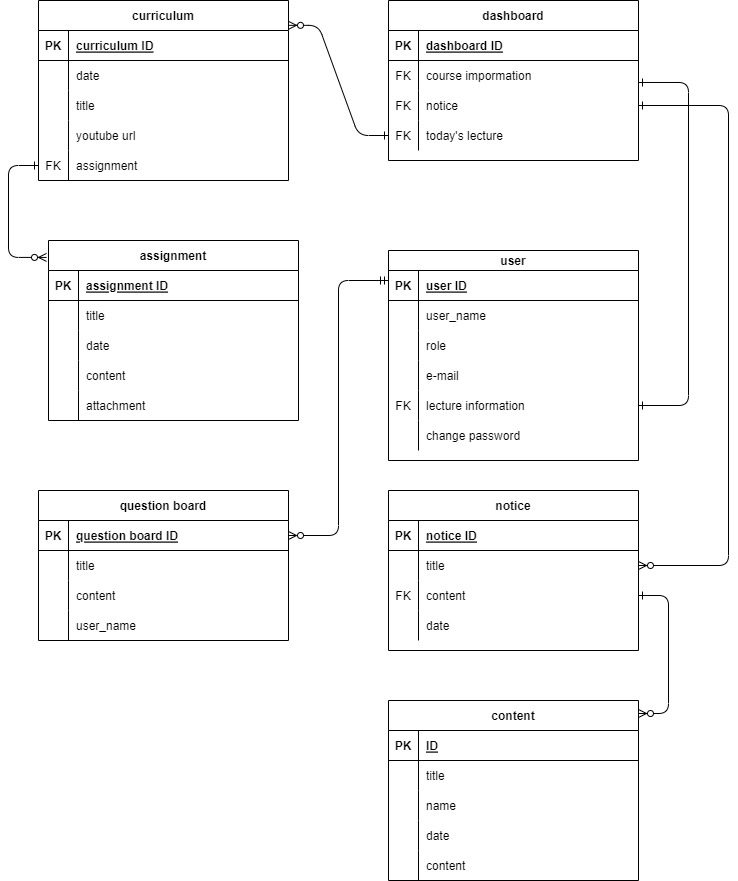 curriculum
PK curriculum ID
date
title
youtube url
FK assignment
dashboard
PK dashboard ID
FK course impormation
FK notice
FK today's lecture
assignment
PK assignment ID
title
date
content
attachment
user
PK user ID
user_name
role
e-mail
FK lecture information
change password
question board
PK question board ID
title
content
user_name
notice
PK notice ID
title
FK content
date
content
PK ID
title
name
date
content